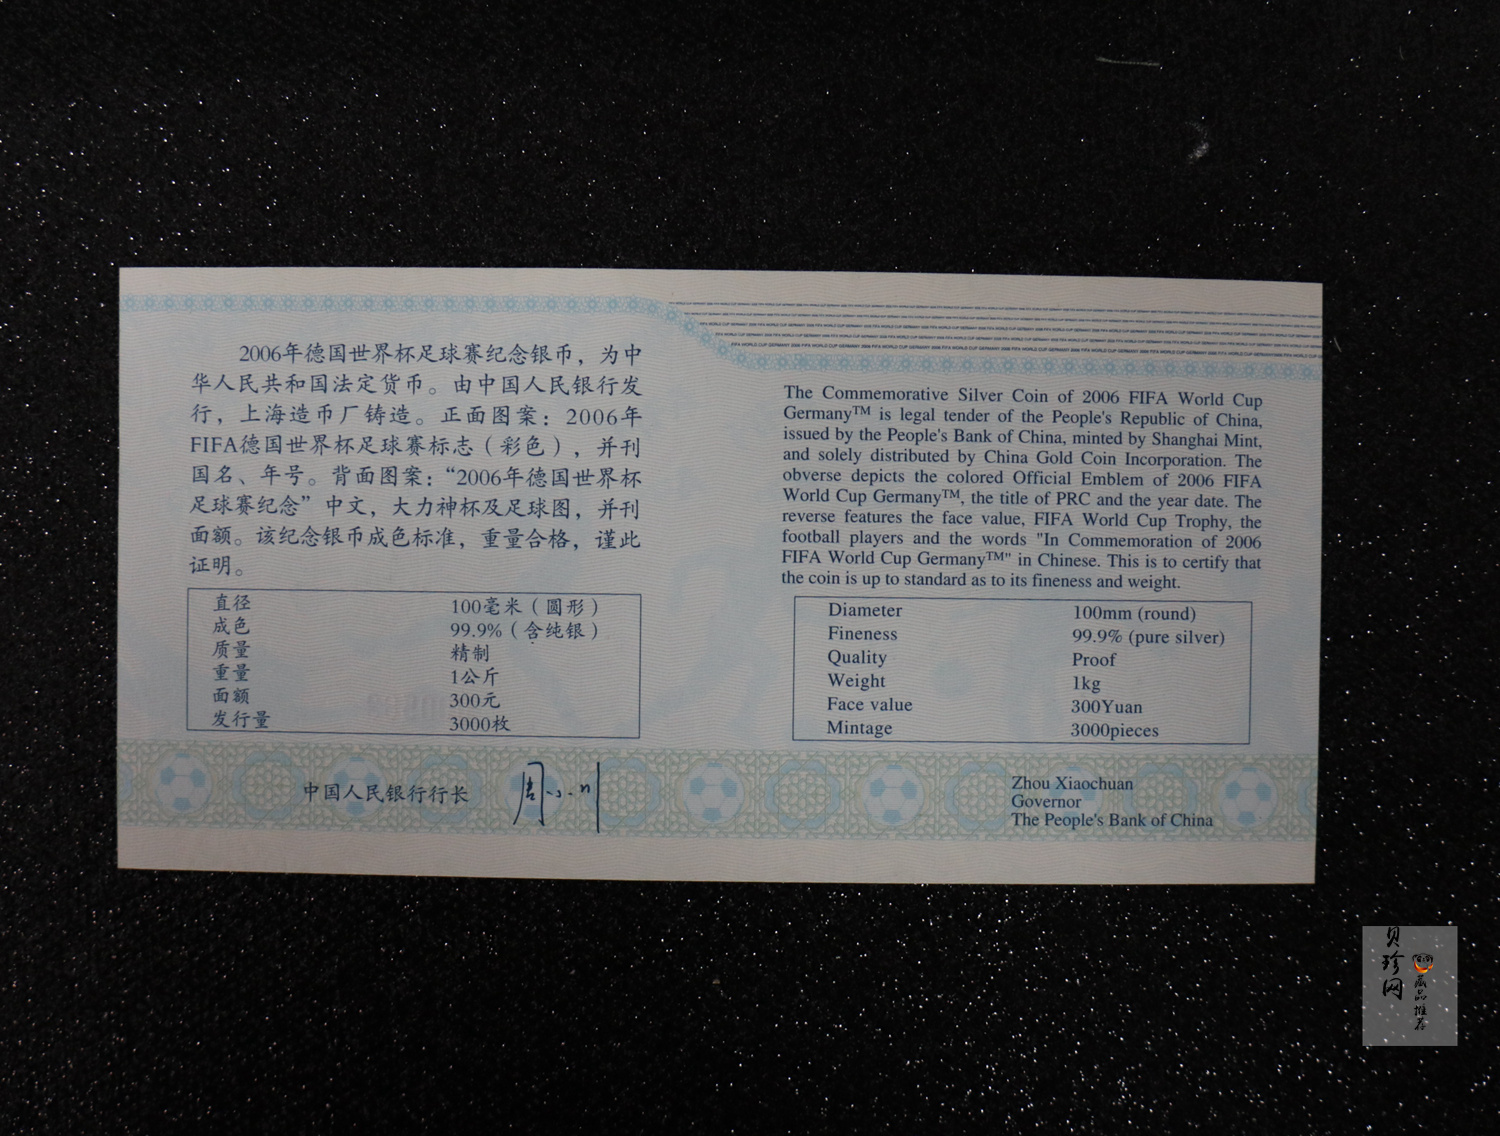 2006年德国世界杯足球赛纪念银币，为中
华人民共和国法定货币。由中国人民银行发
行，上海造币厂铸造。正面图案：2006年
FIFA德国世界杯足球赛标志（彩色），并刊
国名、年号。背面图案：“2006年德国世界杯
足球赛纪念”中文，大力神杯及足球图，并刊
面额。该纪念银币成色标准，重量合格，谨此
证明。
直径 100毫米（圆形）
成色 99.9%（含纯银）
质量 精制
重量 1公斤
面额 300元
发行量 3000枚
中国人民银行行长 周小川
The Commemorative Silver Coin of 2006 FIFA World Cup
Germany™ is legal tender of the People's Republic of China,
issued by the People's Bank of China, minted by Shanghai Mint,
and solely distributed by China Gold Coin Incorporation. The
obverse depicts the colored Official Emblem of 2006 FIFA
World Cup Germany™, the title of PRC and the year date. The
reverse features the face value, FIFA World Cup Trophy, the
football players and the words "In Commemoration of 2006
FIFA World Cup Germany™" in Chinese. This is to certify that
the coin is up to standard as to its fineness and weight.
Diameter 100mm (round)
Fineness 99.9% (pure silver)
Quality Proof
Weight 1kg
Face value 300Yuan
Mintage 3000pieces
Zhou Xiaochuan
Governor
The People's Bank of China
贝珍网
藏品推荐